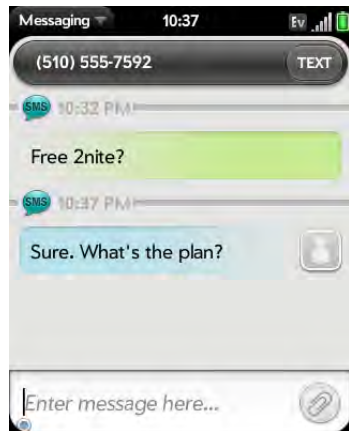 Messaging 10:37 Ev
(510) 555-7592 TEXT
SMS 10:32 PM
Free 2nite?
SMS 10:37 PM
Sure. What's the plan?
Enter message here...